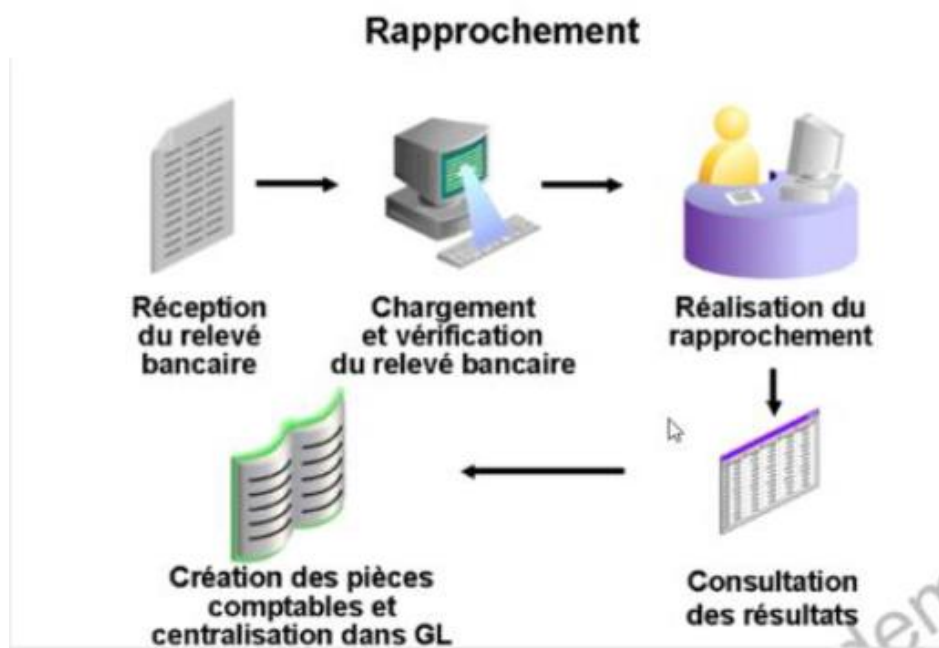 Rapprochement
Réception
du relevé
bancaire
Chargement
et vérification
du relevé bancaire
Réalisation du
rapprochement
Consultation
des résultats
Création des pièces
comptables et
centralisation dans GL